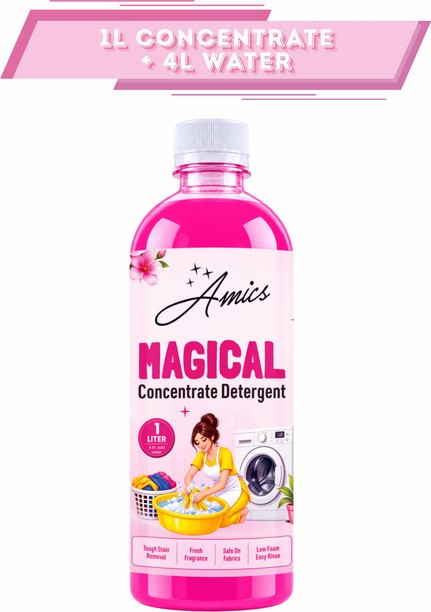 1L CONCENTRATE
+ 4L WATER
Amics
MAGICAL
Concentrate Detergent
1
LITER
Tough Stain
Removal
Fresh
Fragrance
Safe On
Fabrics
Low Foam
Easy Rinse